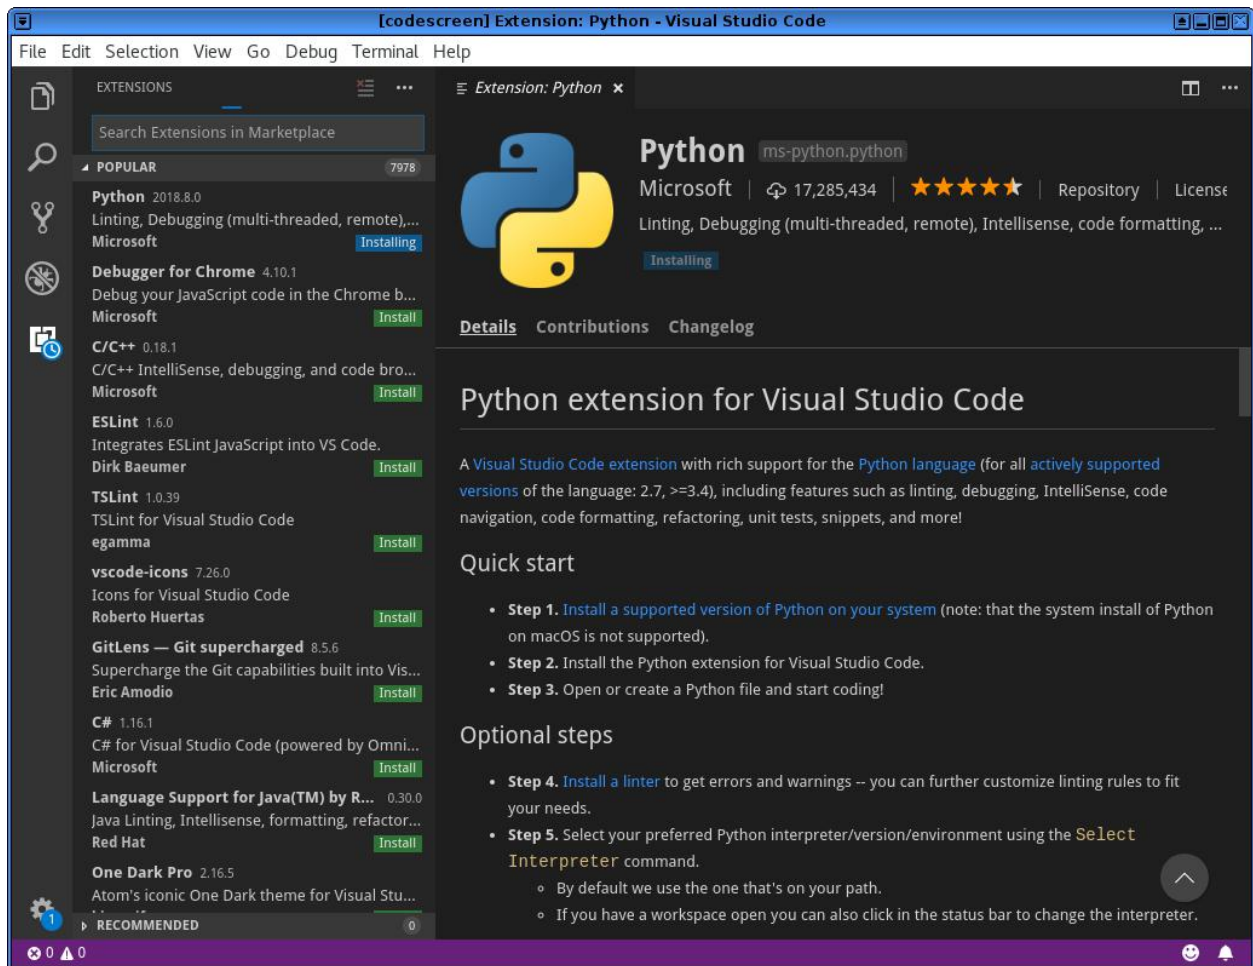 [codescreen] Extension: Python - Visual Studio Code
File Edit Selection View Go Debug Terminal Help
EXTENSIONS
Search Extensions in Marketplace
POPULAR 7978
Python 2018.8.0
Linting, Debugging (multi-threaded, remote),...
Microsoft Installing
Debugger for Chrome 4.10.1
Debug your JavaScript code in the Chrome b...
Microsoft Install
C/C++ 0.18.1
C/C++ IntelliSense, debugging, and code bro...
Microsoft Install
ESLint 1.6.0
Integrates ESLint JavaScript into VS Code.
Dirk Baeumer Install
TSLint 1.0.39
TSLint for Visual Studio Code
egamma Install
vscode-icons 7.26.0
Icons for Visual Studio Code
Roberto Huertas Install
GitLens — Git supercharged 8.5.6
Supercharge the Git capabilities built into Vis...
Eric Amodio Install
C# 1.16.1
C# for Visual Studio Code (powered by Omni...
Microsoft Install
Language Support for Java(TM) by R... 0.30.0
Java Linting, Intellisense, formatting, refactor...
Red Hat Install
One Dark Pro 2.16.5
Atom's iconic One Dark theme for Visual Stu...
RECOMMENDED 0
1
Extension: Python
Python ms-python.python
Microsoft 17,285,434 Repository License
Linting, Debugging (multi-threaded, remote), Intellisense, code formatting, ...
Installing
Details Contributions Changelog
Python extension for Visual Studio Code
A Visual Studio Code extension with rich support for the Python language (for all actively supported
versions of the language: 2.7, >=3.4), including features such as linting, debugging, IntelliSense, code
navigation, code formatting, refactoring, unit tests, snippets, and more!
Quick start
• Step 1. Install a supported version of Python on your system (note: that the system install of Python
on macOS is not supported).
• Step 2. Install the Python extension for Visual Studio Code.
• Step 3. Open or create a Python file and start coding!
Optional steps
• Step 4. Install a linter to get errors and warnings -- you can further customize linting rules to fit
your needs.
• Step 5. Select your preferred Python interpreter/version/environment using the Select
Interpreter command.
◦ By default we use the one that's on your path.
◦ If you have a workspace open you can also click in the status bar to change the interpreter.
0 0